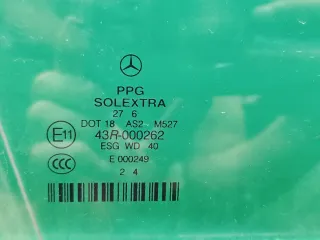 PPG
SOLEXTRA
27 6
DOT 18 AS2 M527
E11 43R-000262
ESG WD 40
CCC E 000249
2 4